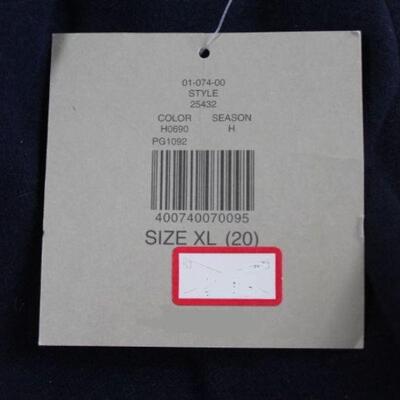 01-074-00
STYLE
25432
COLOR SEASON
H0690 H
PG1092
400740070095
SIZE XL (20)